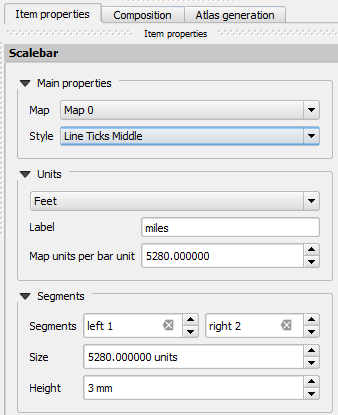 Item properties Composition Atlas generation
Item properties
Scalebar
Main properties
Map Map 0
Style Line Ticks Middle
Units
Feet
Label miles
Map units per bar unit 5280.000000
Segments
Segments left 1 right 2
Size 5280.000000 units
Height 3 mm